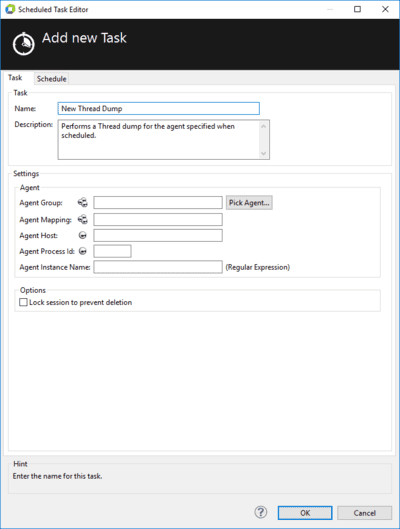 Scheduled Task Editor
Add new Task
Task Schedule
Task
Name: New Thread Dump
Description: Performs a Thread dump for the agent specified when
scheduled.
Settings
Agent
Agent Group: Pick Agent...
Agent Mapping:
Agent Host:
Agent Process Id:
Agent Instance Name: (Regular Expression)
Options
Lock session to prevent deletion
Hint
Enter the name for this task.
? OK Cancel